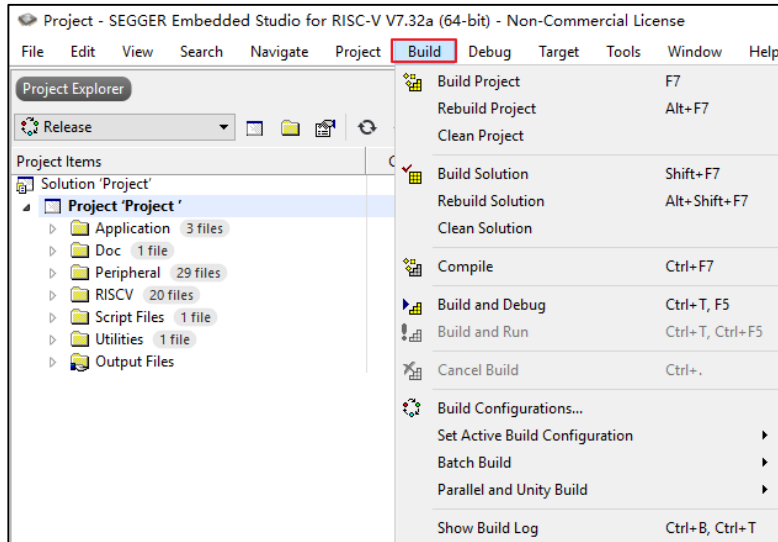 Project - SEGGER Embedded Studio for RISC-V V7.32a (64-bit) - Non-Commercial License
File Edit View Search Navigate Project Build Debug Target Tools Window Help
Project Explorer
Release
Project Items
Solution 'Project'
Project 'Project '
Application 3 files
Doc 1 file
Peripheral 29 files
RISCV 20 files
Script Files 1 file
Utilities 1 file
Output Files
Build Project F7
Rebuild Project Alt+F7
Clean Project
Build Solution Shift+F7
Rebuild Solution Alt+Shift+F7
Clean Solution
Compile Ctrl+F7
Build and Debug Ctrl+T, F5
Build and Run Ctrl+T, Ctrl+F5
Cancel Build Ctrl+.
Build Configurations...
Set Active Build Configuration
Batch Build
Parallel and Unity Build
Show Build Log Ctrl+B, Ctrl+T